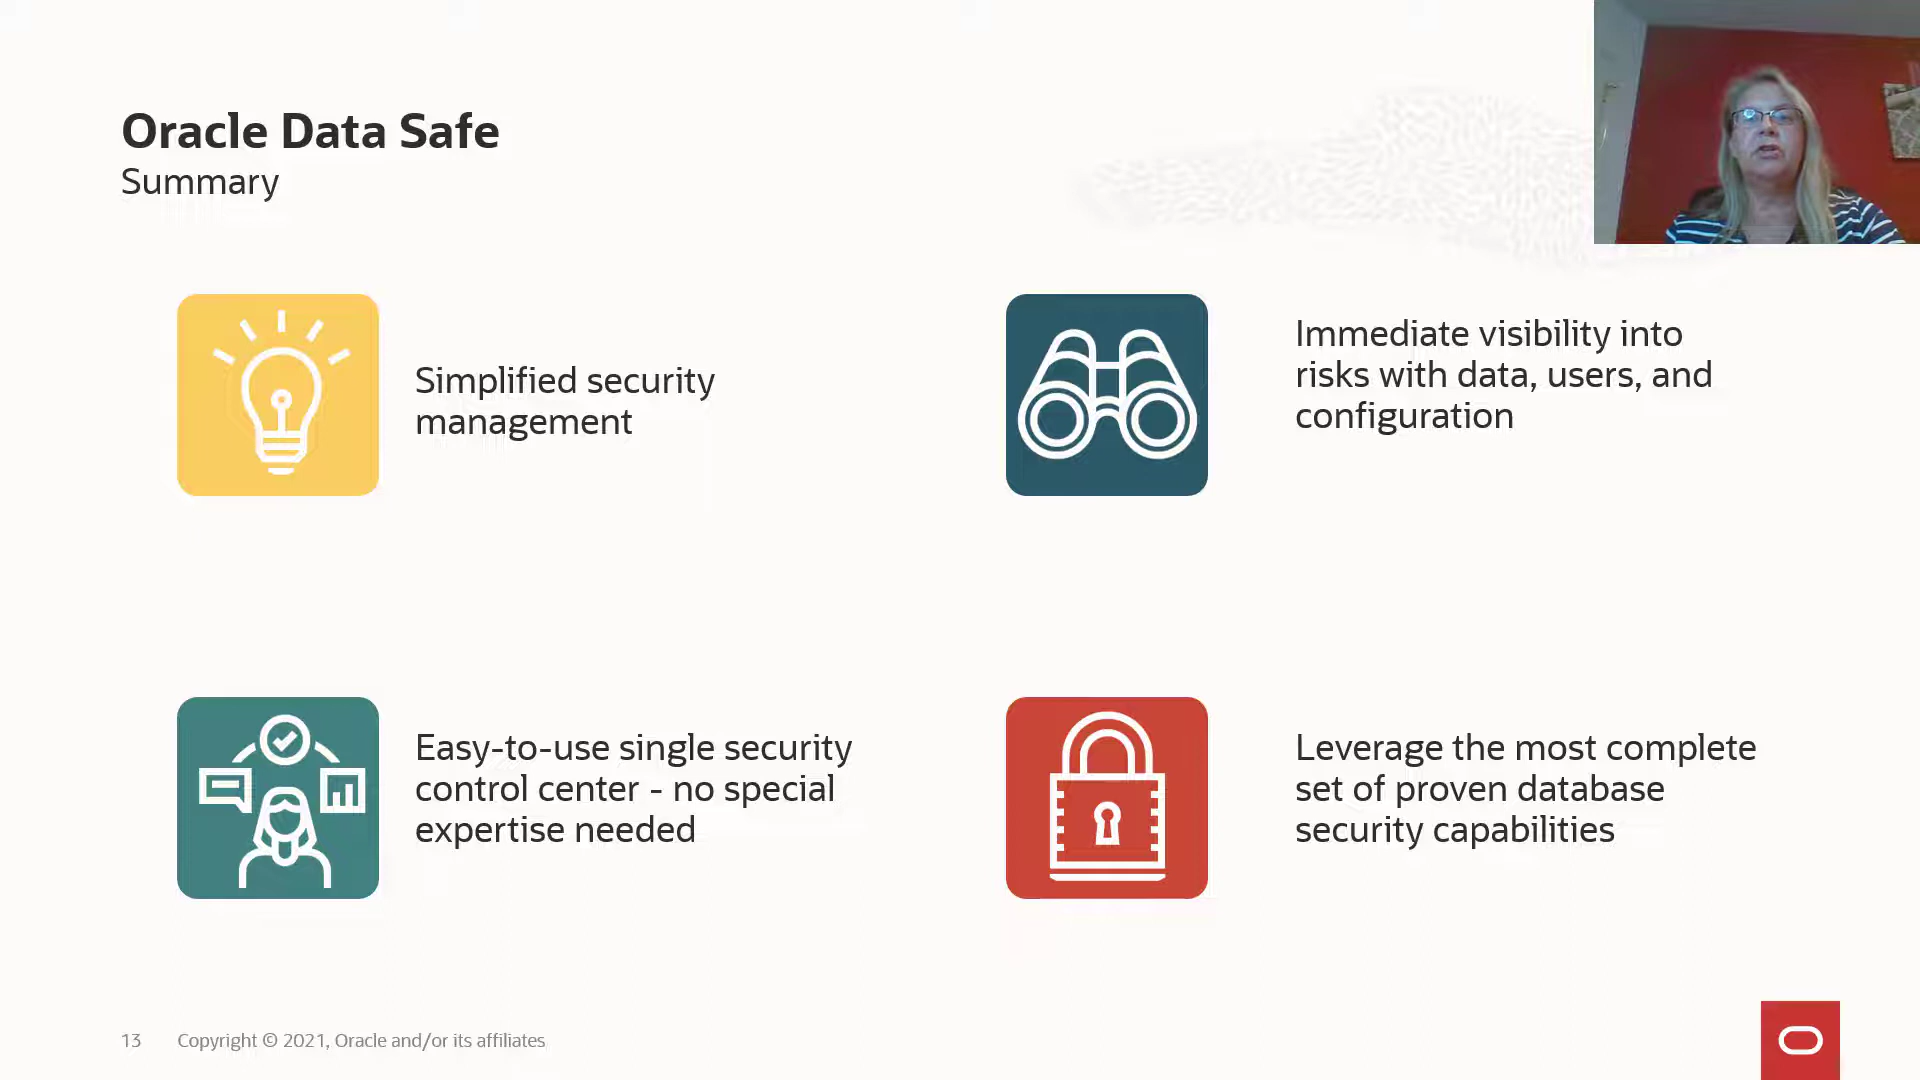 Oracle Data Safe
Summary
Simplified security
management
Immediate visibility into
risks with data, users, and
configuration
Easy-to-use single security
control center - no special
expertise needed
Leverage the most complete
set of proven database
security capabilities
13 Copyright © 2021, Oracle and/or its affiliates